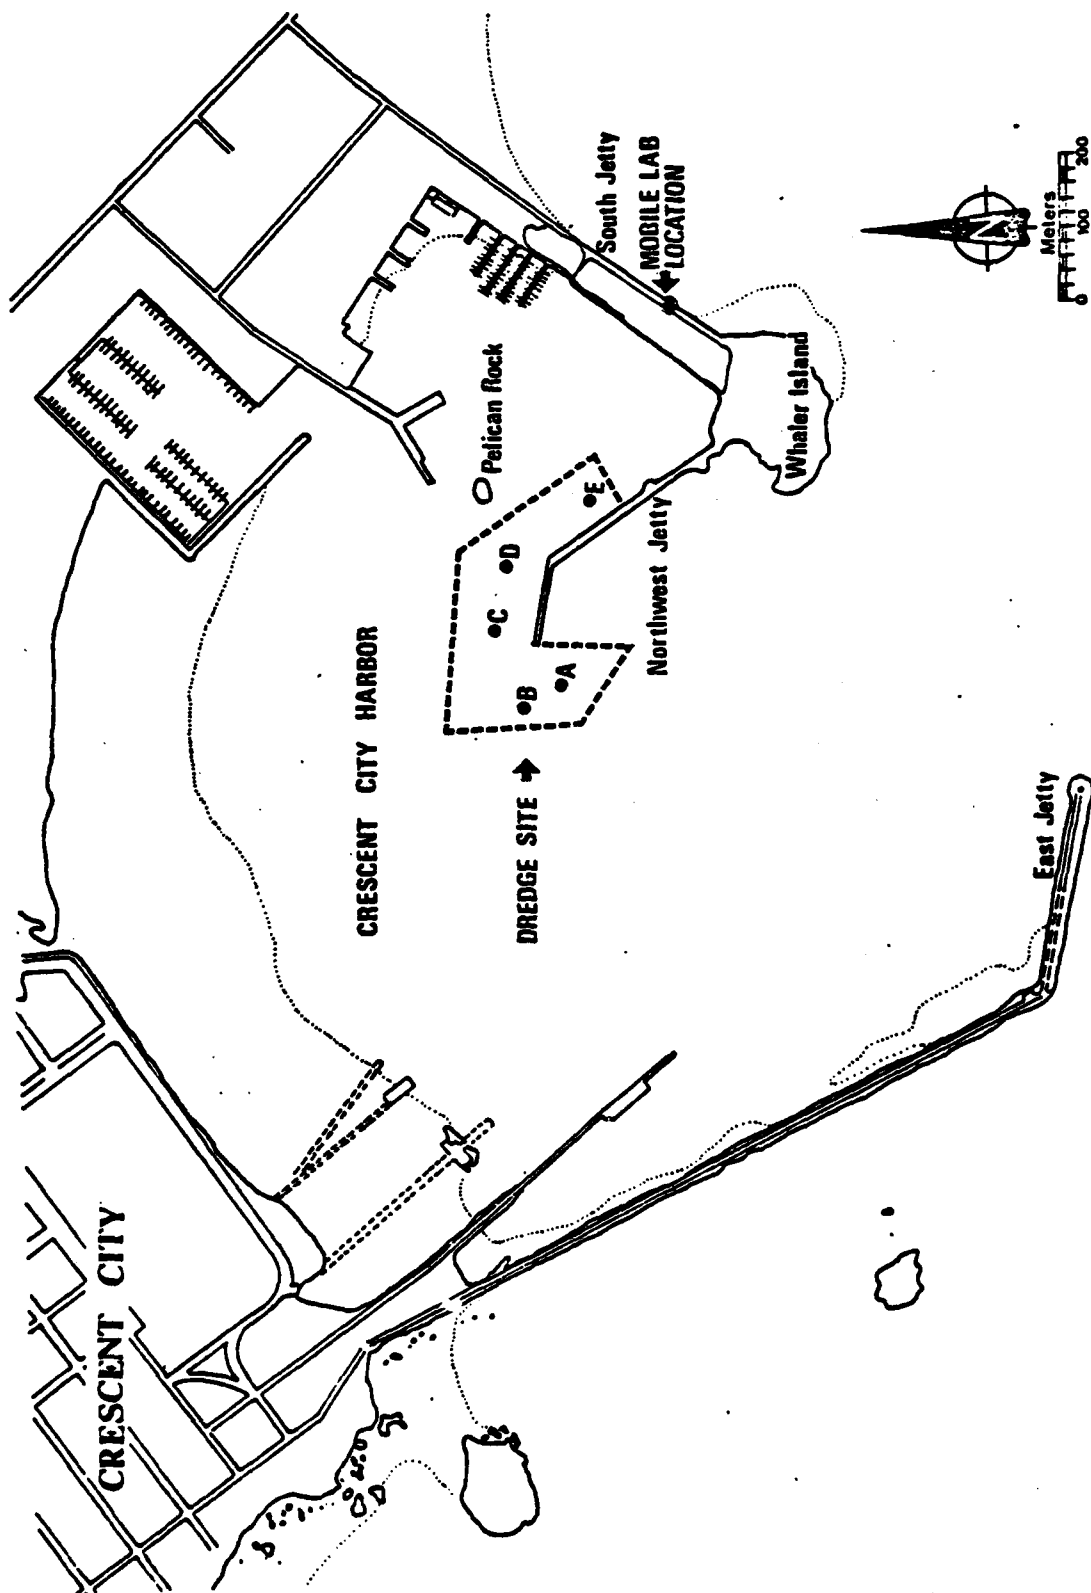 CRESCENT CITY
CRESCENT CITY HARBOR
DREDGE SITE
B
A
C
D
E
Pelican Rock
Northwest Jetty
South Jetty
MOBILE LAB
LOCATION
Whaler Island
East Jetty
N
Meters
0 100 200